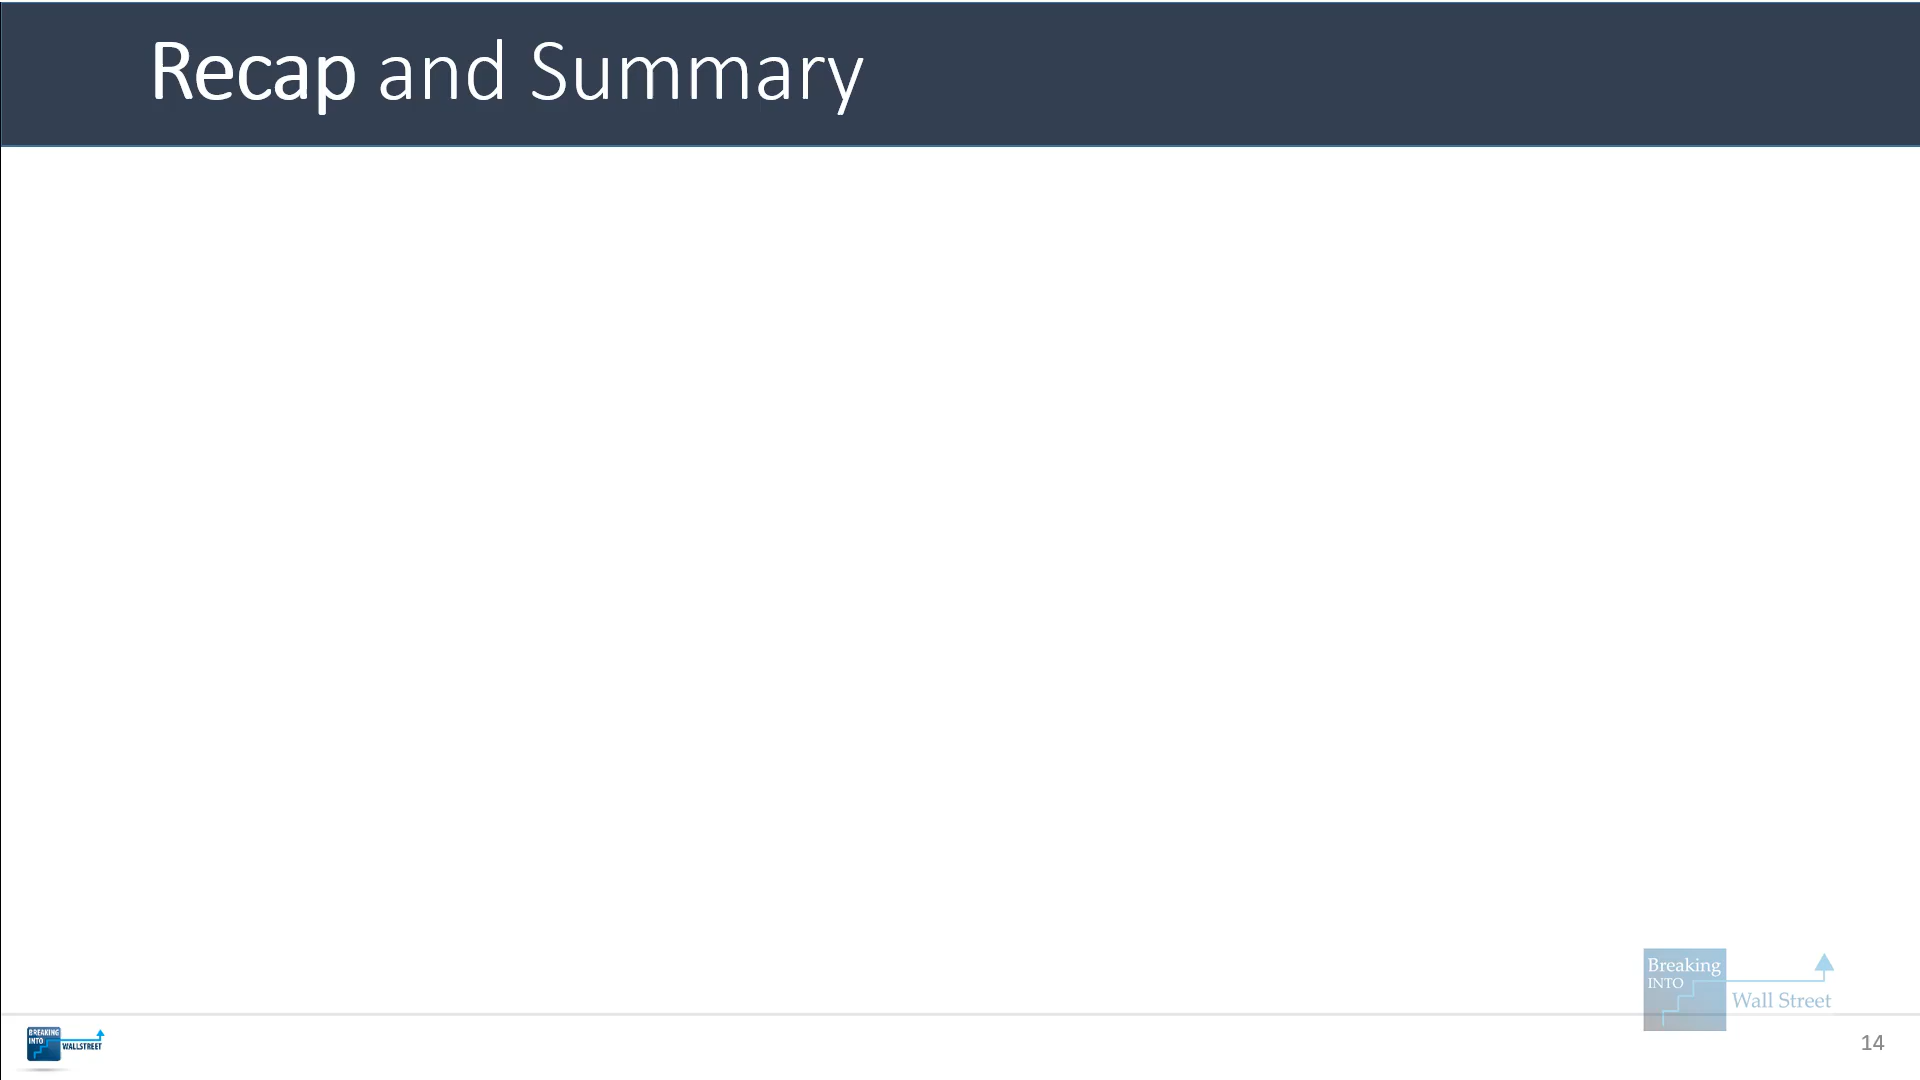 Recap and Summary
Breaking
INTO
Wall Street
BREAKING
INTO
WALLSTREET
14